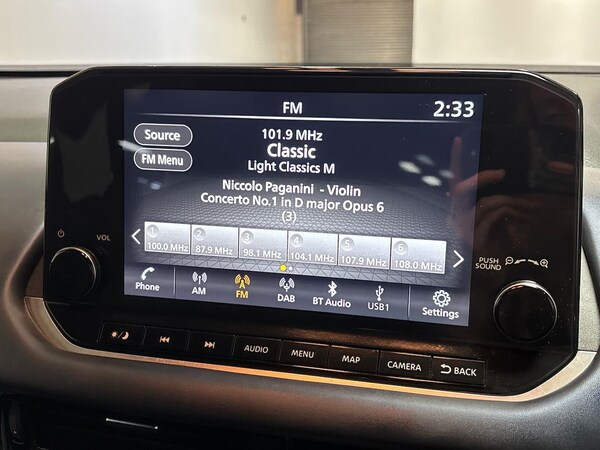 FM 2:33
Source
101.9 MHz
Classic
FM Menu
Light Classics M
Niccolo Paganini - Violin
Concerto No.1 in D major Opus 6
(3)
1 2 3 4 5 6
100.0 MHz 87.9 MHz 98.1 MHz 104.1 MHz 107.9 MHz 108.0 MHz
Phone AM FM DAB BT Audio USB1 Settings
VOL
PUSH
SOUND
AUDIO MENU MAP CAMERA BACK